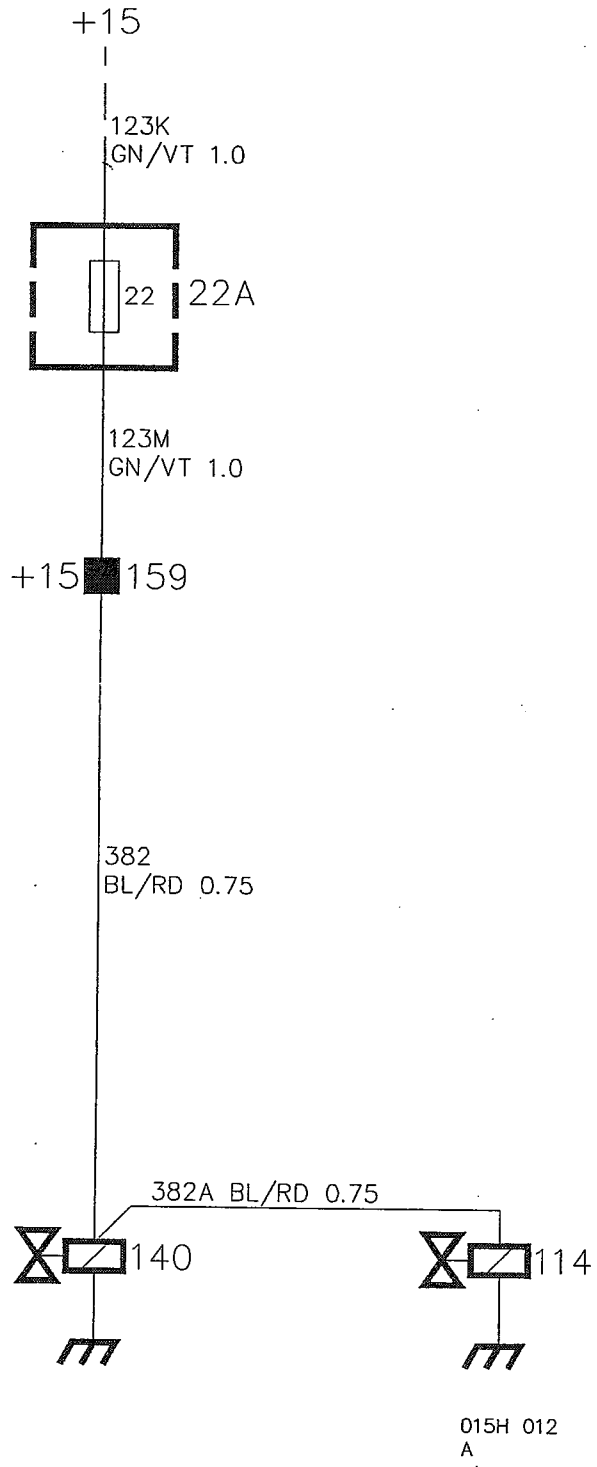 +15
123K
GN/VT 1.0
22
22A
123M
GN/VT 1.0
+15
159
382
BL/RD 0.75
382A BL/RD 0.75
140
114
015H 012
A